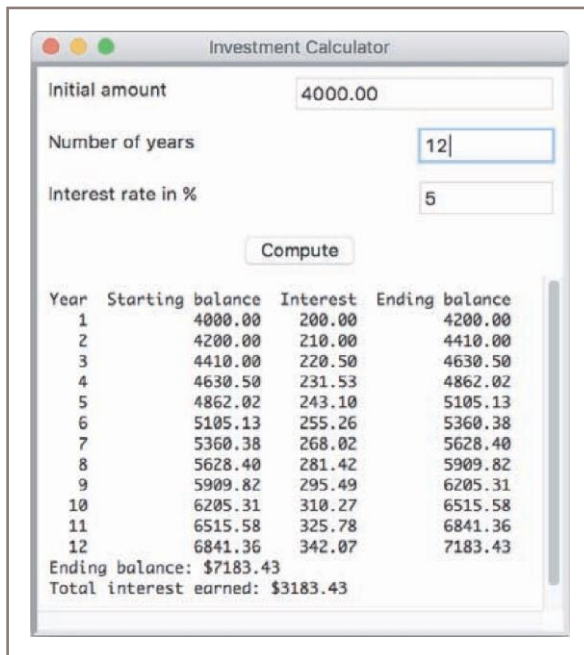 Investment Calculator
Initial amount 4000.00
Number of years 12
Interest rate in % 5
Compute
Year Starting balance Interest Ending balance
1 4000.00 200.00 4200.00
2 4200.00 210.00 4410.00
3 4410.00 220.50 4630.50
4 4630.50 231.53 4862.02
5 4862.02 243.10 5105.13
6 5105.13 255.26 5360.38
7 5360.38 268.02 5628.40
8 5628.40 281.42 5909.82
9 5909.82 295.49 6205.31
10 6205.31 310.27 6515.58
11 6515.58 325.78 6841.36
12 6841.36 342.07 7183.43
Ending balance: $7183.43
Total interest earned: $3183.43